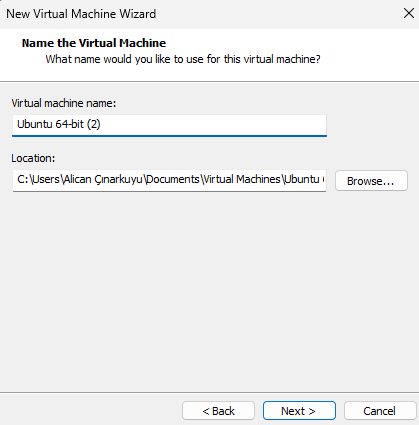 New Virtual Machine Wizard
Name the Virtual Machine
What name would you like to use for this virtual machine?
Virtual machine name:
Ubuntu 64-bit (2)
Location:
C:\Users\Alican Çınarkuyu\Documents\Virtual Machines\Ubuntu
Browse...
< Back
Next >
Cancel